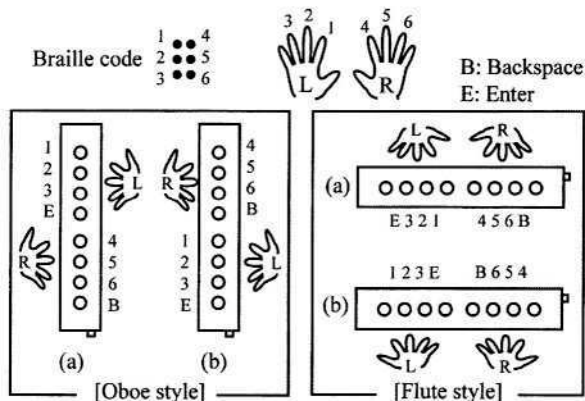 3 2 1 4 5 6
Braille code
1 4
2 5
3 6
L R
B: Backspace
E: Enter
1 4
2 5
3 L R 6
E B
4 1
R 5 2 L
6 3
B E
(a) (b)
[Oboe style]
L R
(a)
E 3 2 1 4 5 6 B
1 2 3 E B 6 5 4
(b)
L R
[Flute style]